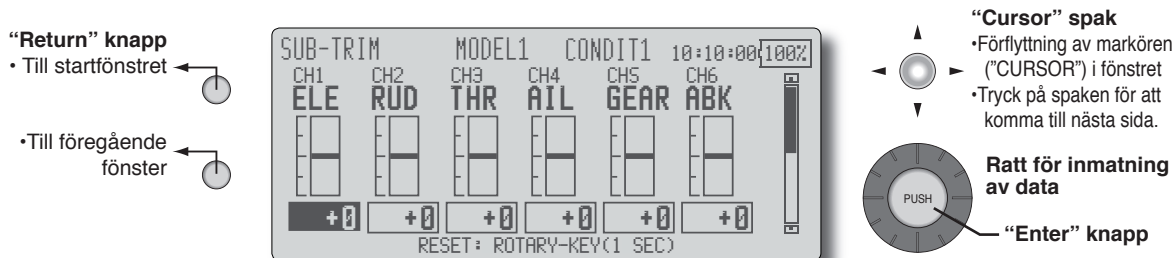 “Return” knapp
• Till startfönstret
•Till föregående
fönster
SUB-TRIM MODEL1 CONDIT1 10:10:00 100%
CH1 CH2 CH3 CH4 CH5 CH6
ELE RUD THR AIL GEAR ABK
+0 +0 +0 +0 +0 +0
RESET: ROTARY-KEY(1 SEC)
“Cursor” spak
•Förflyttning av markören
("CURSOR") i fönstret
•Tryck på spaken för att
komma till nästa sida.
Ratt för inmatning
av data
PUSH
“Enter” knapp